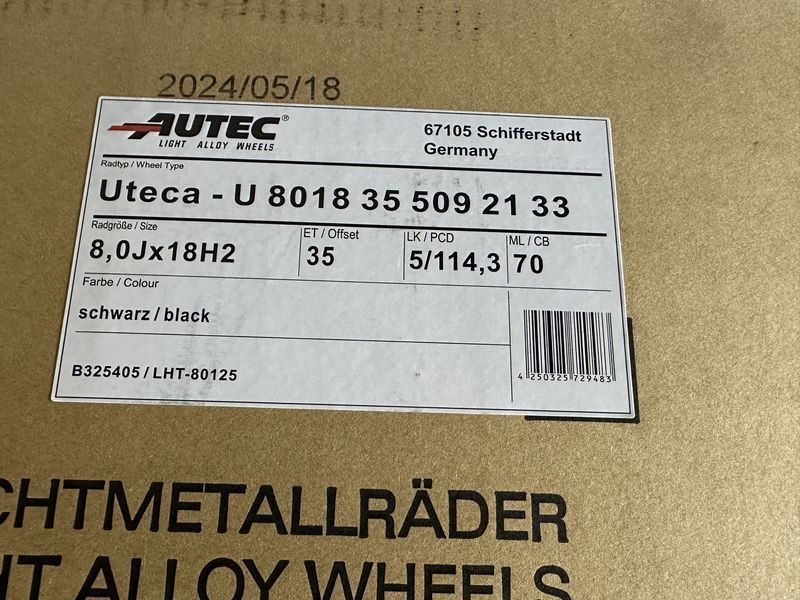 2024/05/18
AUTEC®
LIGHT ALLOY WHEELS
67105 Schifferstadt
Germany
Radtyp / Wheel Type
Uteca - U 8018 35 509 21 33
Radgröße / Size
8,0Jx18H2
ET / Offset
35
LK / PCD
5/114,3
ML / CB
70
Farbe / Colour
schwarz / black
B325405 / LHT-80125
4 250325 729483
CHTMETALLRÄDER
HT ALLOY WHEELS